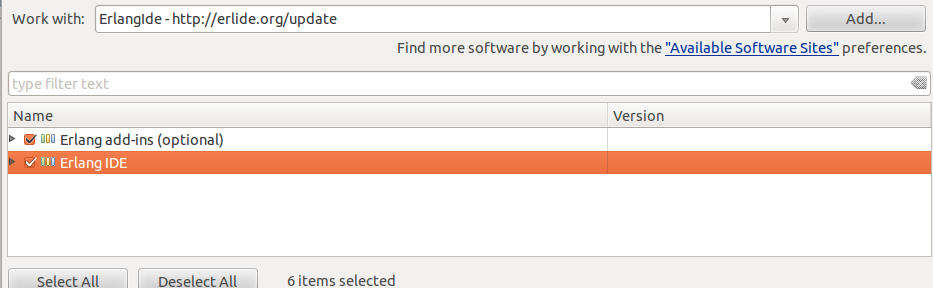 Work with: ErlangIde - http://erlide.org/update Add...
Find more software by working with the "Available Software Sites" preferences.
type filter text
Name Version
Erlang add-ins (optional)
Erlang IDE
Select All Deselect All 6 items selected